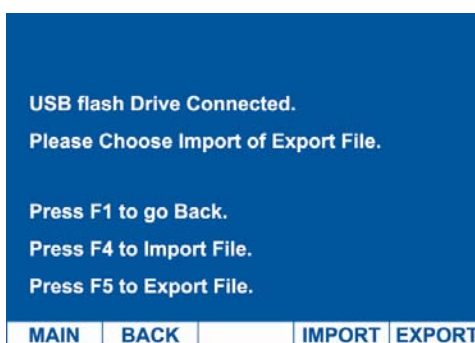 USB flash Drive Connected.
Please Choose Import of Export File.
Press F1 to go Back.
Press F4 to Import File.
Press F5 to Export File.
MAIN BACK IMPORT EXPORT